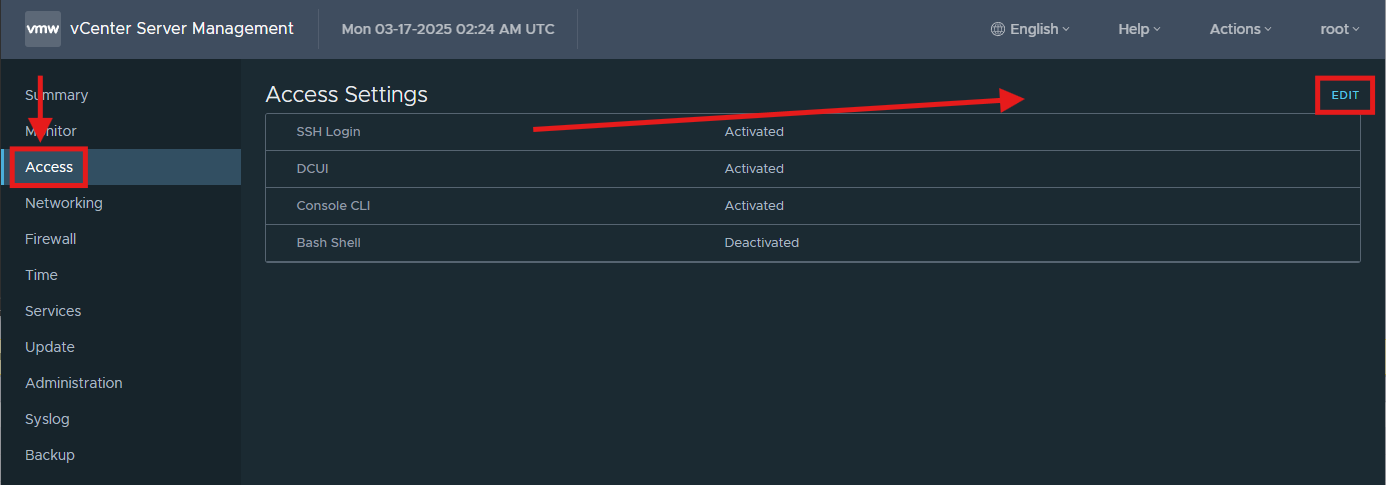 vmw vCenter Server Management Mon 03-17-2025 02:24 AM UTC English Help Actions root
Summary
Monitor
Access
Networking
Firewall
Time
Services
Update
Administration
Syslog
Backup
Access Settings EDIT
SSH Login Activated
DCUI Activated
Console CLI Activated
Bash Shell Deactivated